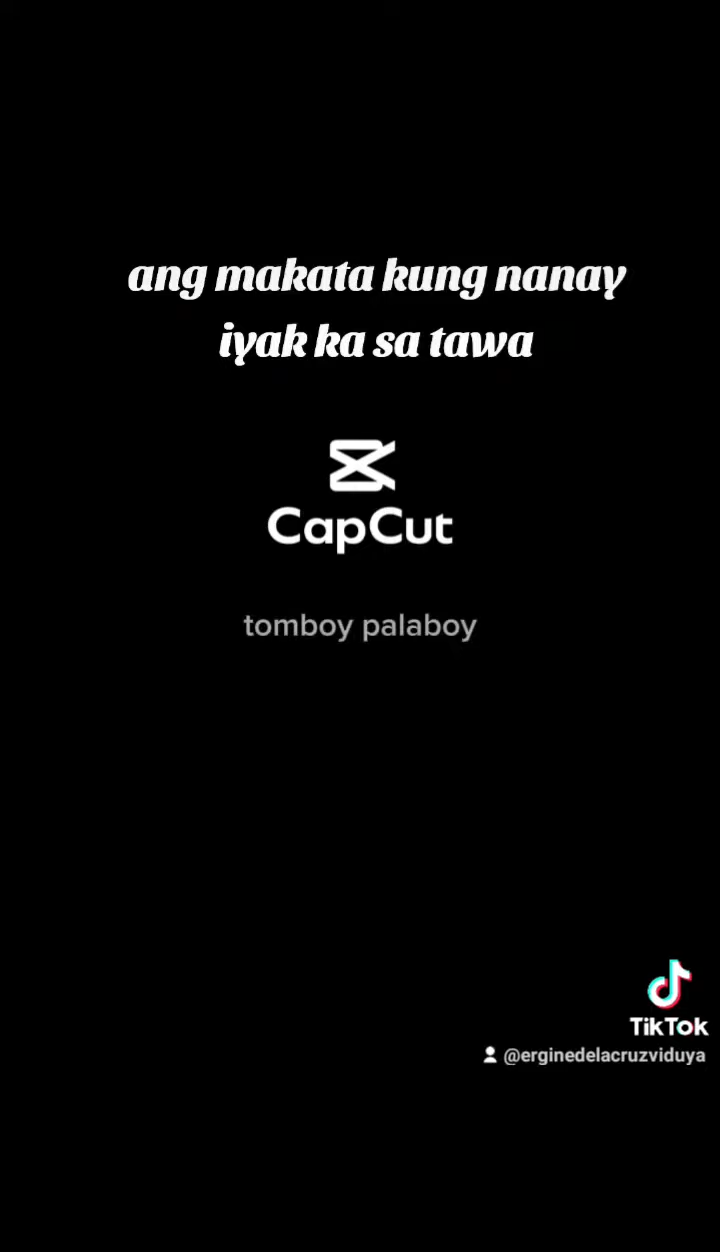 ang makata kung nanay
iyak ka sa tawa
CapCut
tomboy palaboy
TikTok
@erginedelacruzviduya